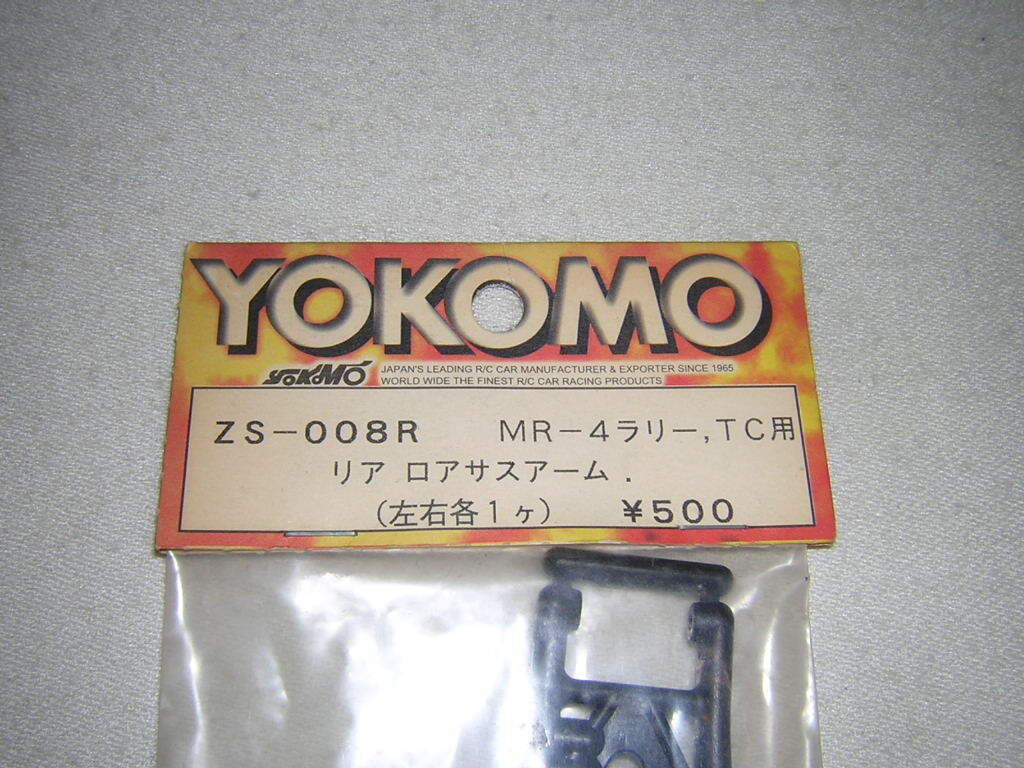 YOKOMO
YOKOMO JAPAN'S LEADING R/C CAR MANUFACTURER & EXPORTER SINCE 1965
WORLD WIDE THE FINEST R/C CAR RACING PRODUCTS
ZS-008R MR-4ラリー,TC用
リア ロアサスアーム.
(左右各1ヶ) ¥500